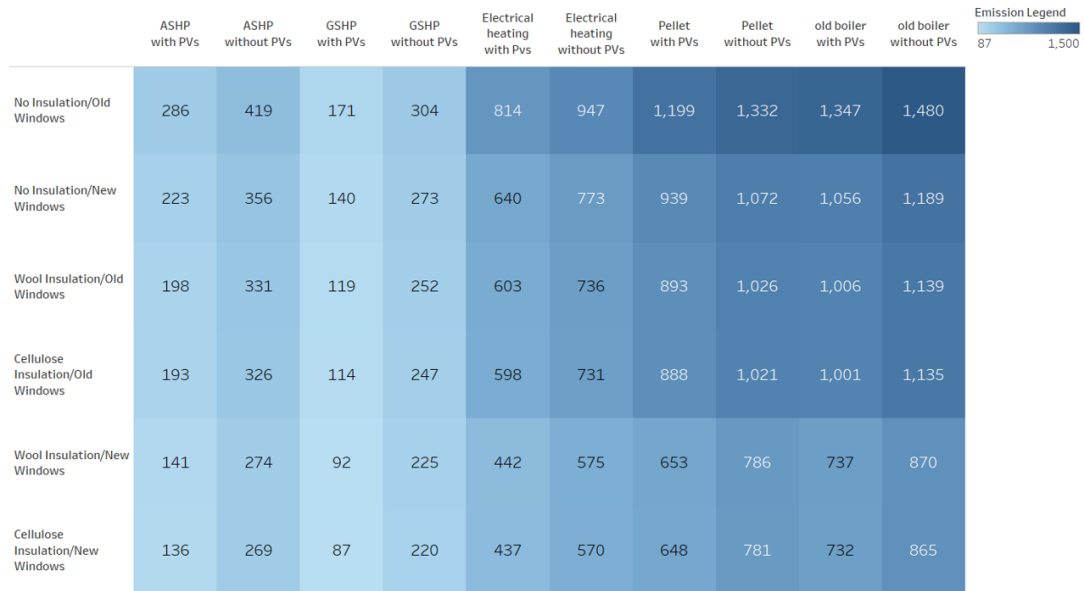 ASHP
with PVs
ASHP
without PVs
GSHP
with PVs
GSHP
without PVs
Electrical
heating
with Pvs
Electrical
heating
without PVs
Pellet
with PVs
Pellet
without PVs
old boiler
with PVs
old boiler
without PVs
Emission Legend
87 1,500
No Insulation/Old
Windows
286 419 171 304 814 947 1,199 1,332 1,347 1,480
No Insulation/New
Windows
223 356 140 273 640 773 939 1,072 1,056 1,189
Wool Insulation/Old
Windows
198 331 119 252 603 736 893 1,026 1,006 1,139
Cellulose
Insulation/Old
Windows
193 326 114 247 598 731 888 1,021 1,001 1,135
Wool Insulation/New
Windows
141 274 92 225 442 575 653 786 737 870
Cellulose
Insulation/New
Windows
136 269 87 220 437 570 648 781 732 865